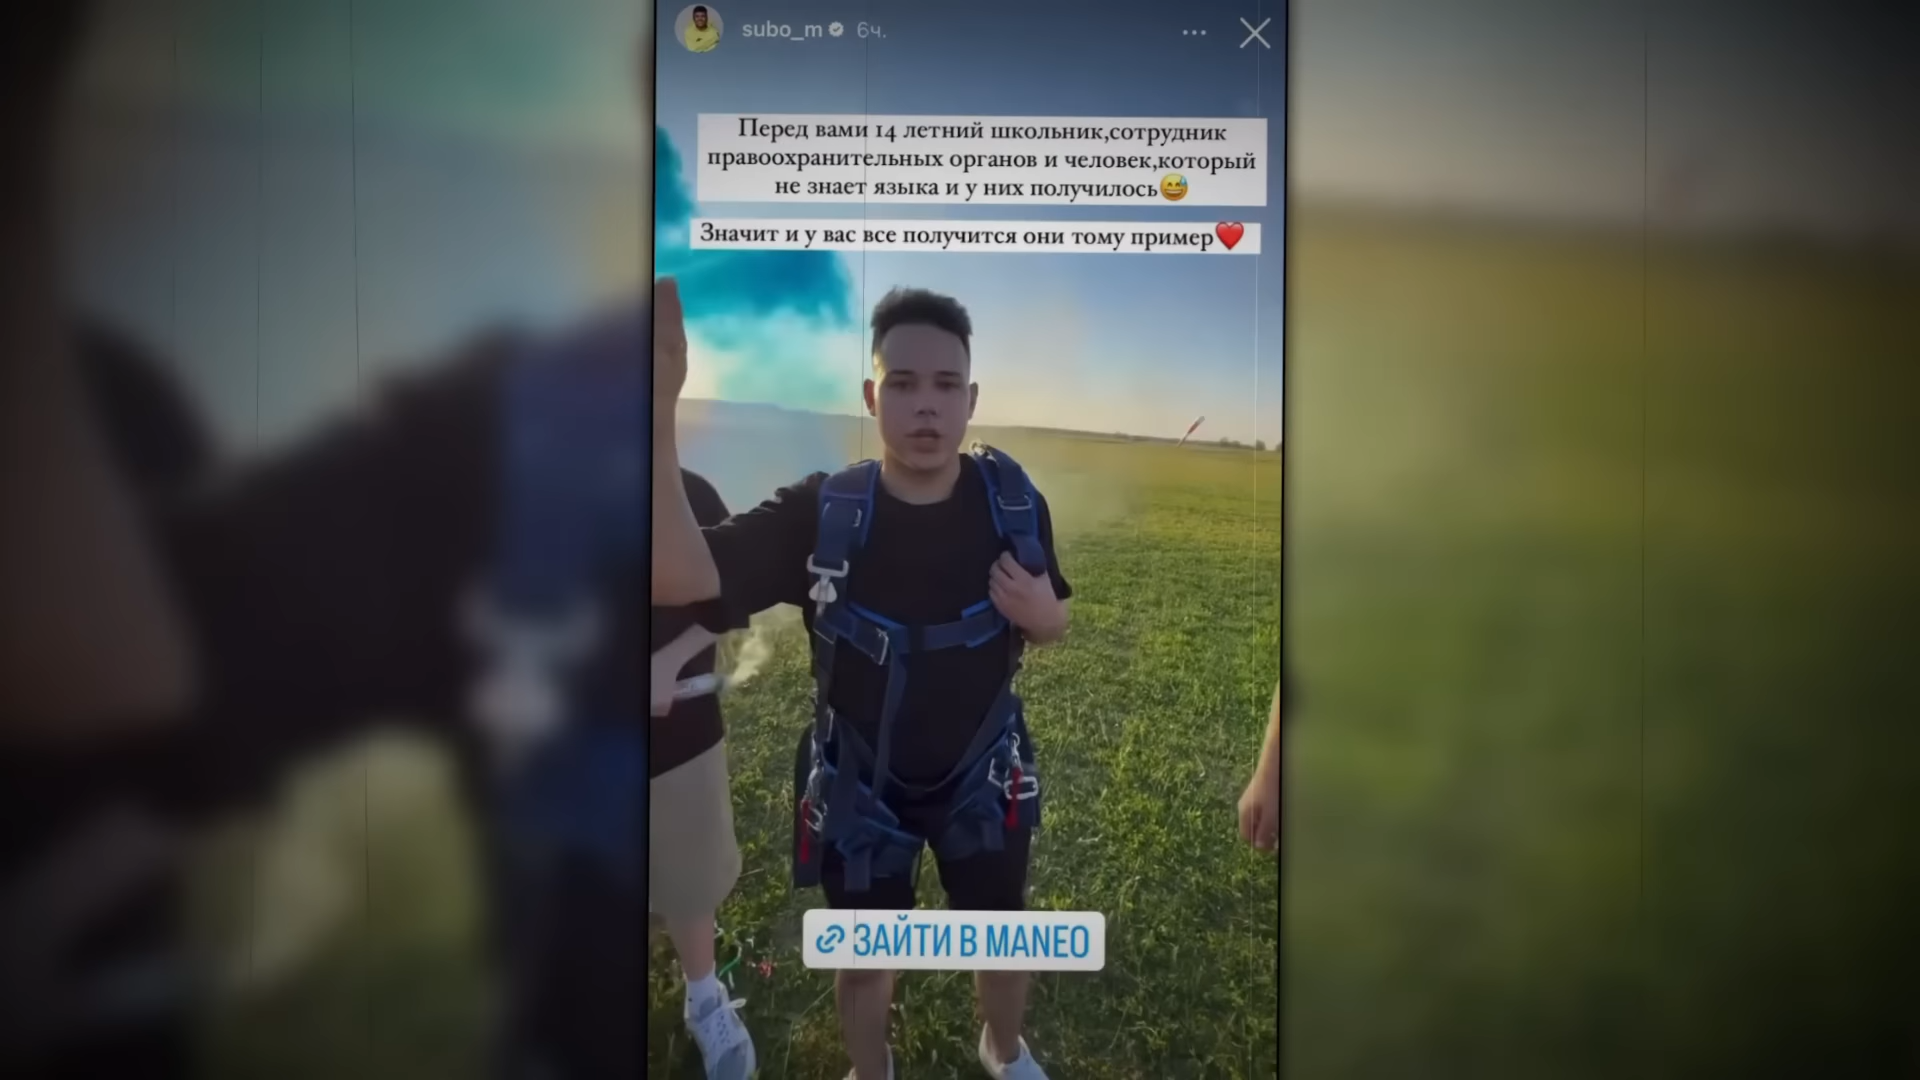 subo_m 6ч.
Перед вами 14 летний школьник,сотрудник
правоохранительных органов и человек,который
не знает языка и у них получилось😅
Значит и у вас все получится они тому пример❤️
ЗАЙТИ В MANEO